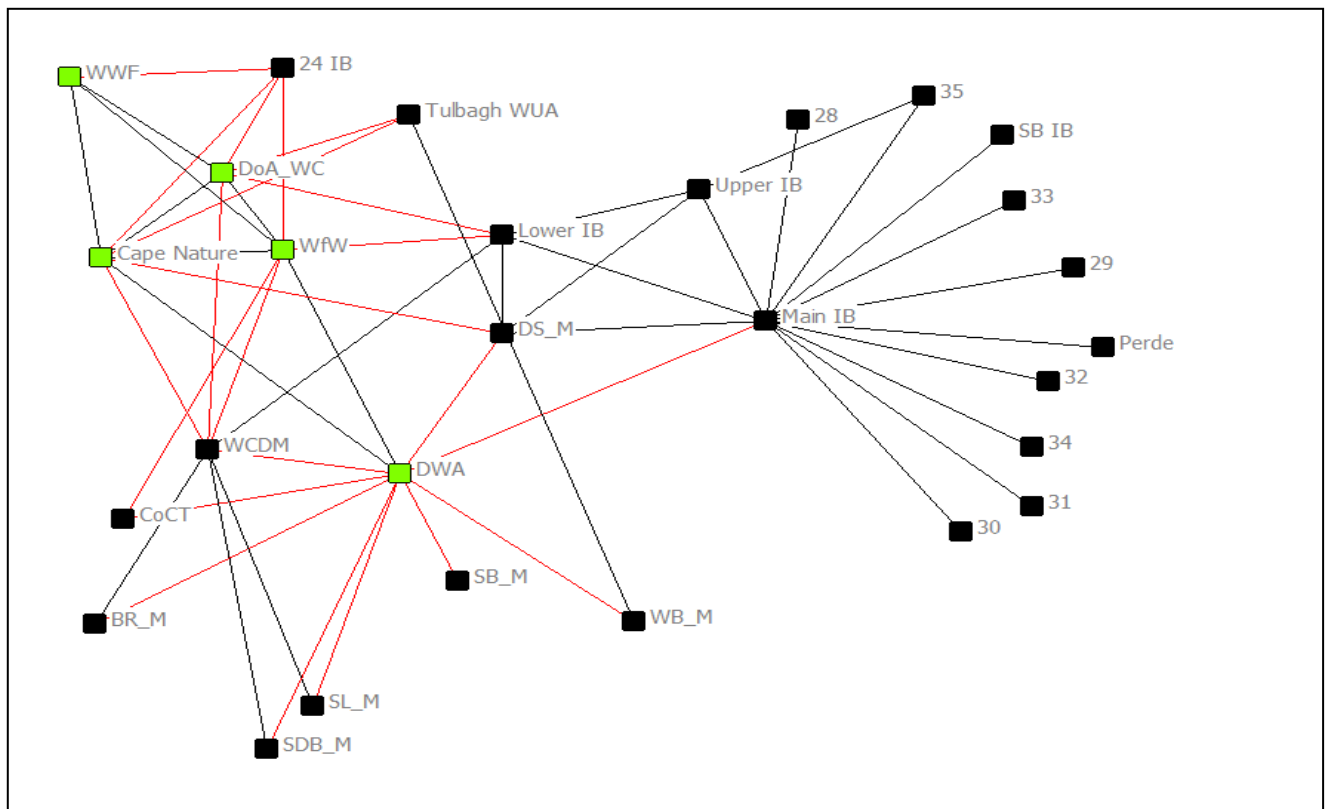 WWF
24 IB
Tulbagh WUA
28
35
SB IB
DoA_WC
Upper IB
33
Cape Nature
WfW
Lower IB
29
Main IB
DS_M
Perde
32
WCDM
DWA
34
CoCT
31
30
SB_M
BR_M
WB_M
SL_M
SDB_M